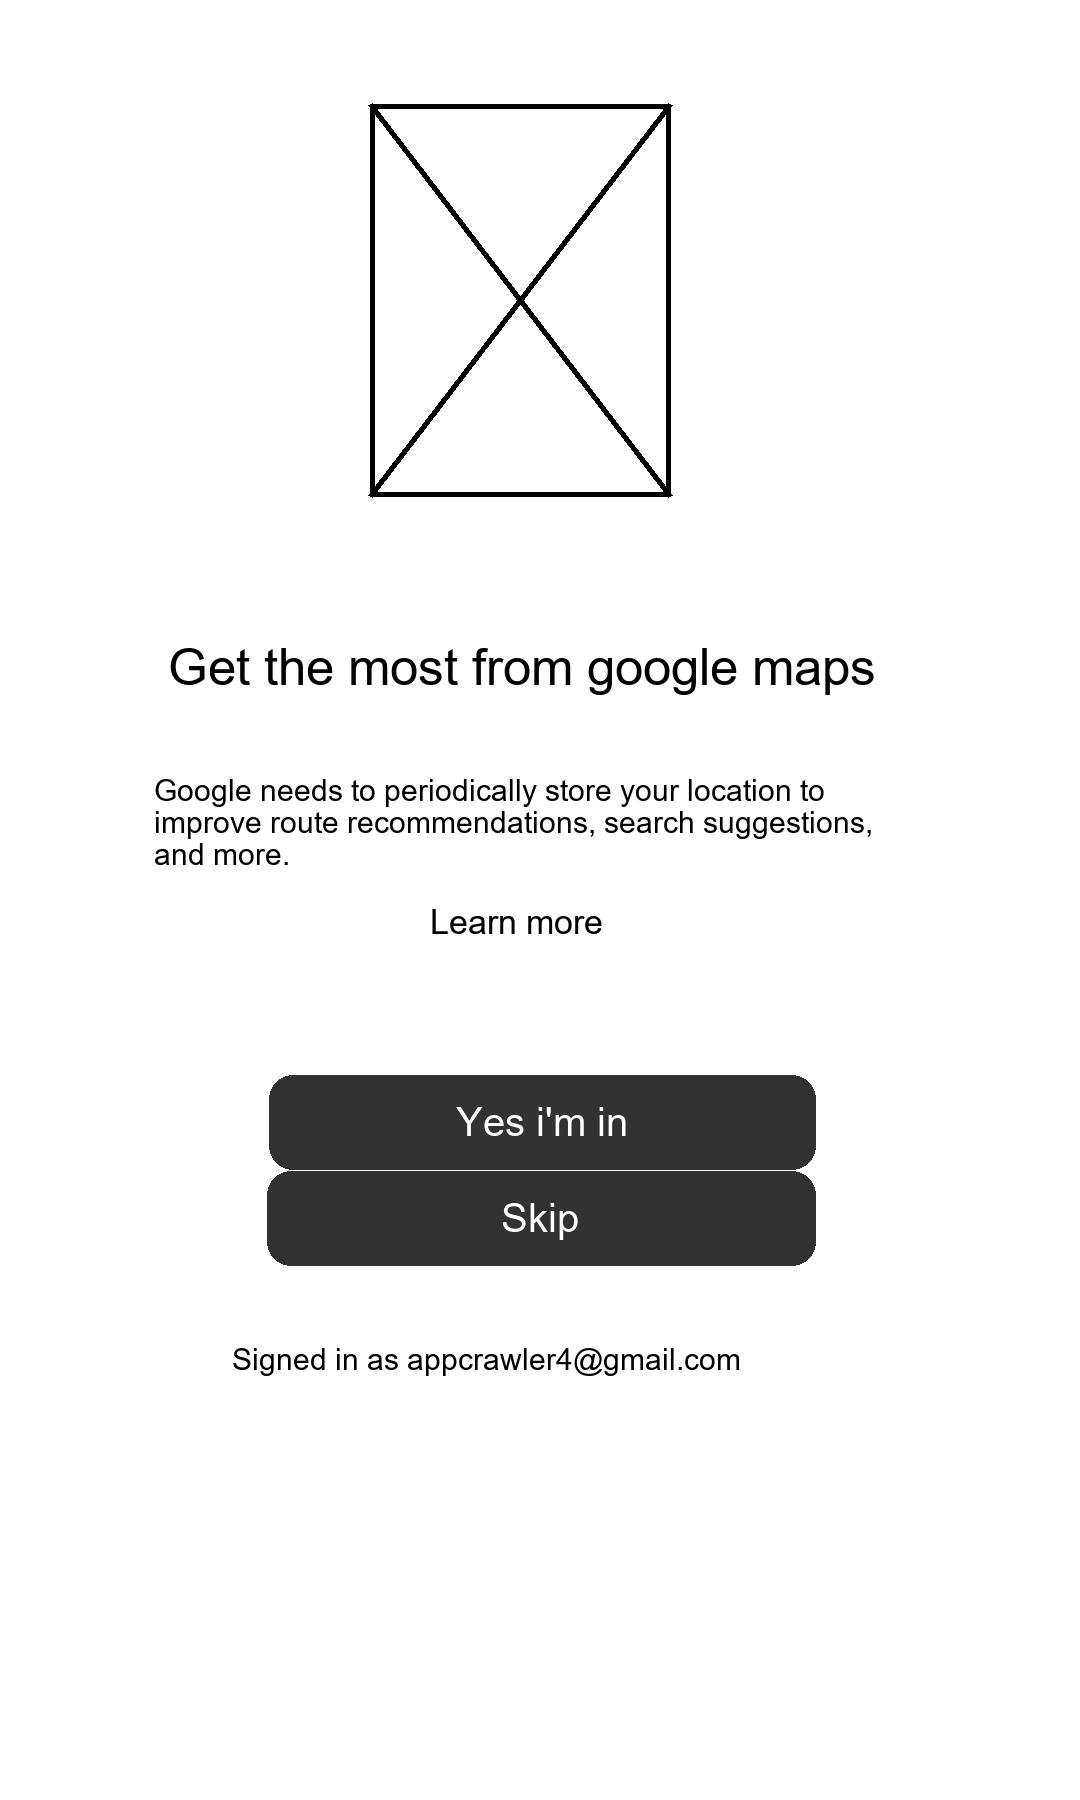 Get the most from google maps
Google needs to periodically store your location to
improve route recommendations, search suggestions,
and more.
Learn more
Yes i'm in
Skip
Signed in as appcrawler4@gmail.com